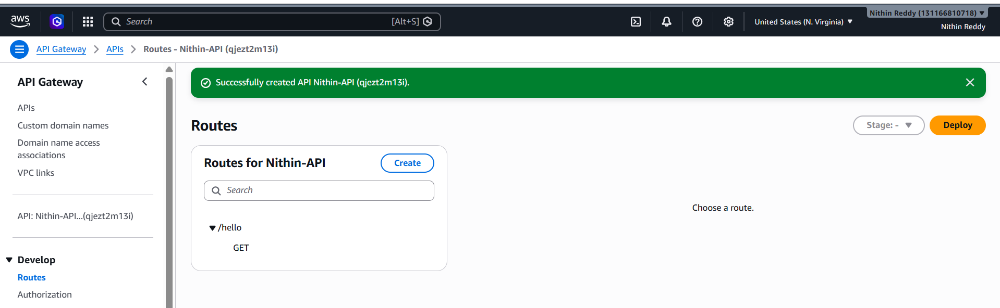 aws
Search
[Alt+S]
United States (N. Virginia)
Nithin Reddy (131166810718)
Nithin Reddy
API Gateway
APIs
Routes - Nithin-API (qjezt2m13i)
API Gateway
APIs
Custom domain names
Domain name access
associations
VPC links
API: Nithin-API...(qjezt2m13i)
Develop
Routes
Authorization
Successfully created API Nithin-API (qjezt2m13i).
Routes
Stage: -
Deploy
Routes for Nithin-API
Create
Search
/hello
GET
Choose a route.